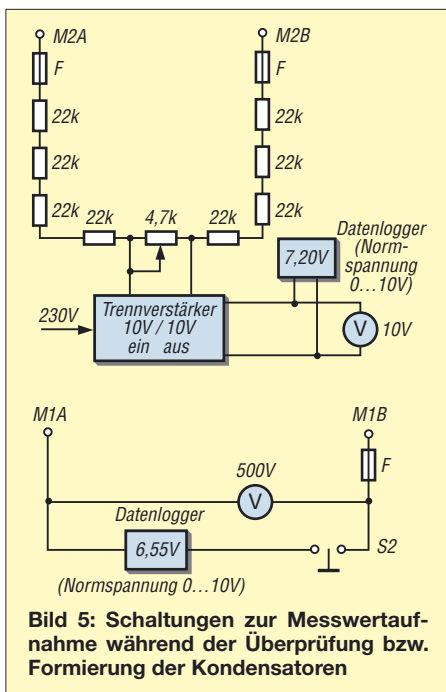 M2A
M2B
F
F
22k
22k
22k
22k
22k
22k
22k
4,7k
22k
Datenlogger
(Norm-
spannung
0...10V)
7,20V
230V
Trennverstärker
10V / 10V
ein aus
V
10V
M1A
M1B
500V
F
V
Datenlogger
6,55V
S2
(Normspannung 0...10V)
Bild 5: Schaltungen zur Messwertauf-
nahme während der Überprüfung bzw.
Formierung der Kondensatoren